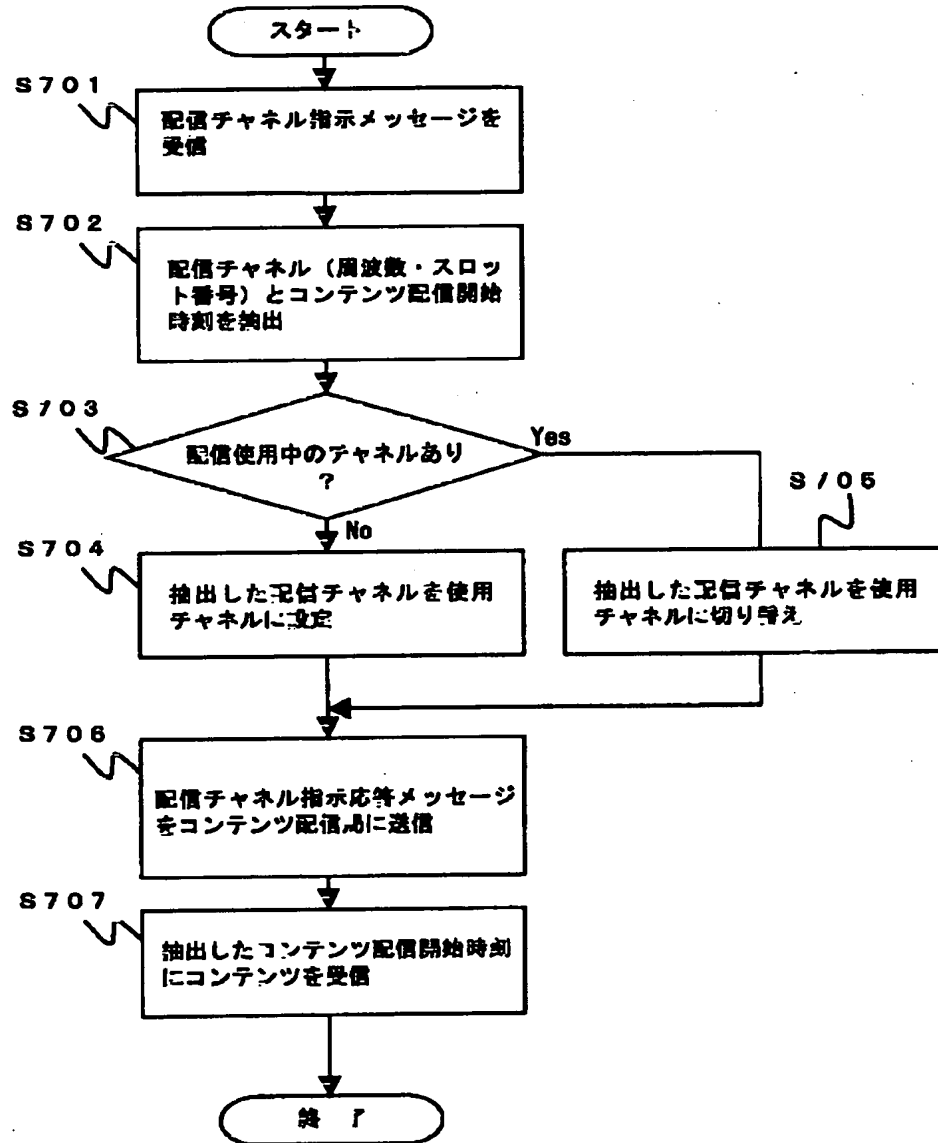 スタート
S701
配信チャネル指示メッセージを
受信
S702
配信チャネル（周波数・スロッ
ト番号）とコンテンツ配信開始
時刻を抽出
S703
配信使用中のチャネルあり
？
Yes
No
S704
抽出した配信チャネルを使用
チャネルに設定
S705
抽出した配信チャネルを使用
チャネルに切り替え
S706
配信チャネル指示応答メッセージ
をコンテンツ配信局に送信
S707
抽出したコンテンツ配信開始時刻
にコンテンツを受信
終了